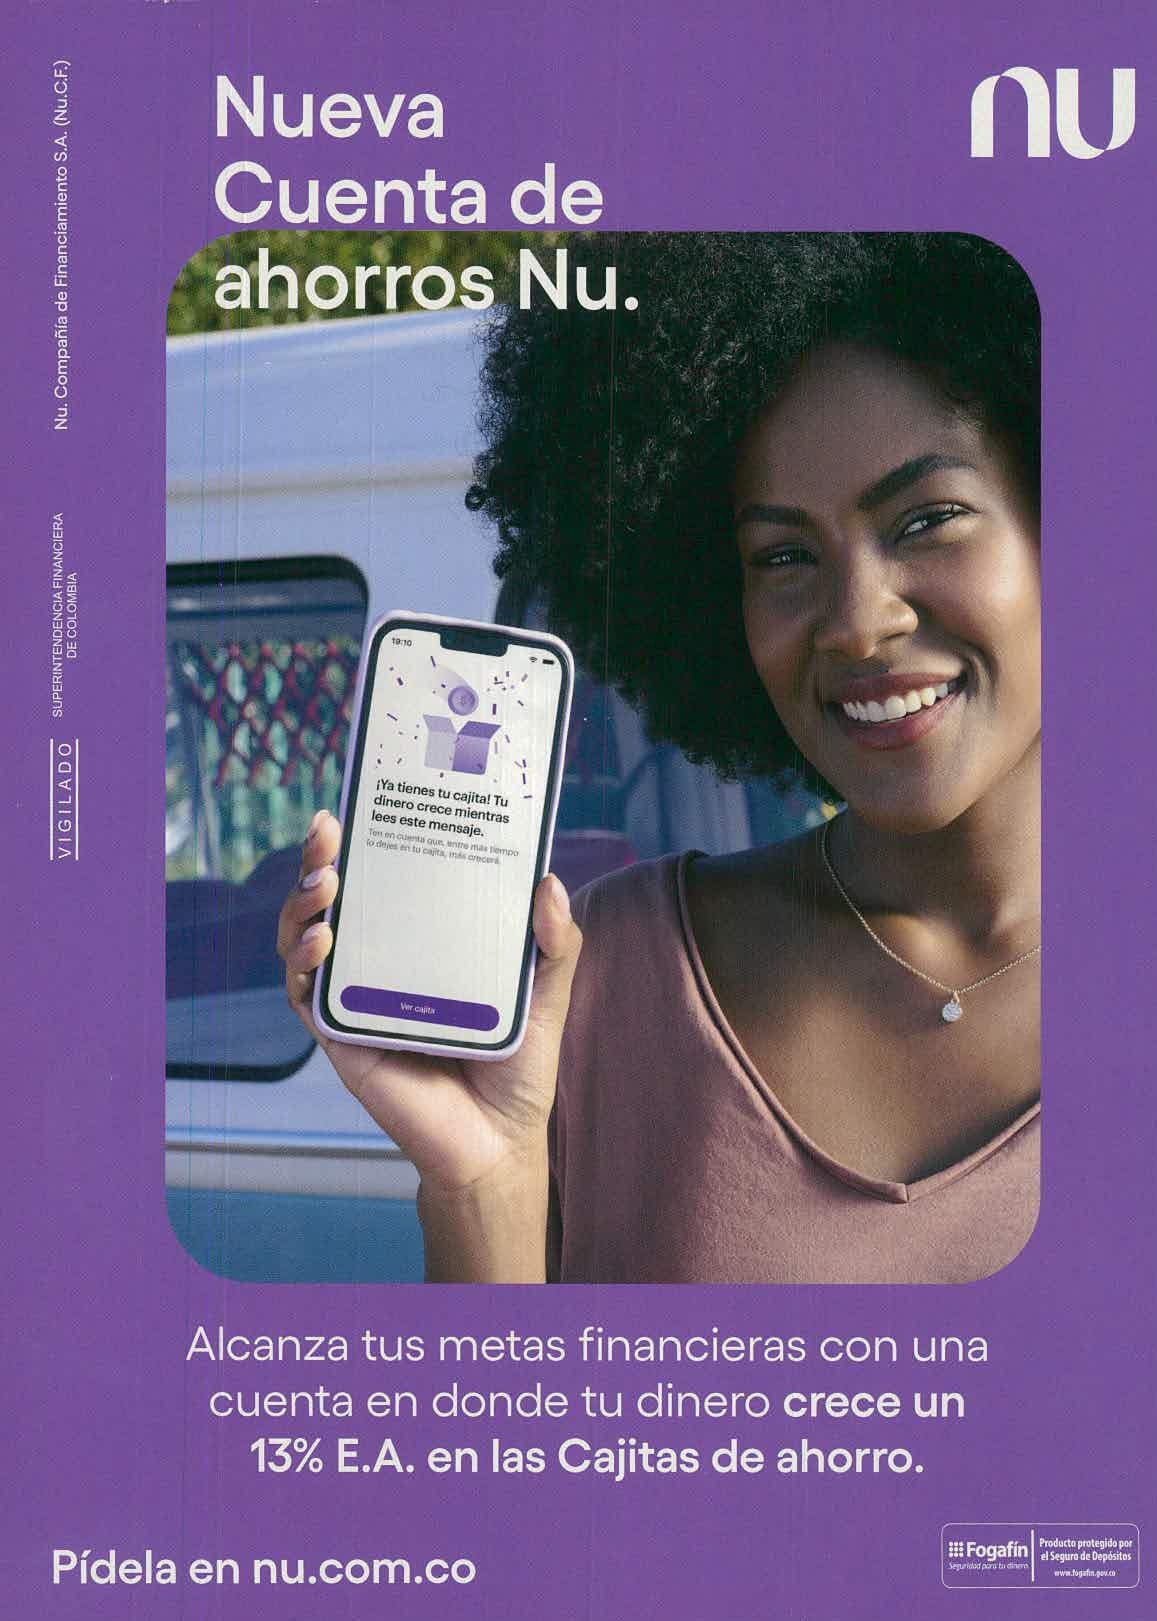 Nueva
Cuenta de
ahorros Nu.
nu
Nu. Compañía de Financiamiento S.A. (Nu.C.F.)
SUPERINTENDENCIA FINANCIERA
DE COLOMBIA
VIGILADO
19:10
¡Ya tienes tu cajita! Tu
dinero crece mientras
lees este mensaje.
Ten en cuenta que, entre más tiempo
lo dejes en tu cajita, más crecerá.
Ver cajita
Alcanza tus metas financieras con una
cuenta en donde tu dinero crece un
13% E.A. en las Cajitas de ahorro.
Pídela en nu.com.co
Fogafín
Seguridad para tu dinero
Producto protegido por
el Seguro de Depósitos
www.fogafin.gov.co